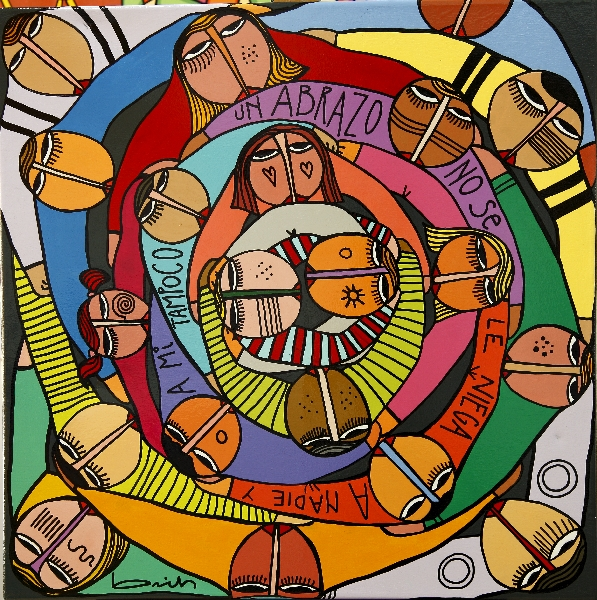 UN ABRAZO
NO Se
LE NIEGA
A NADIE Y
A Mi TAMPOCO